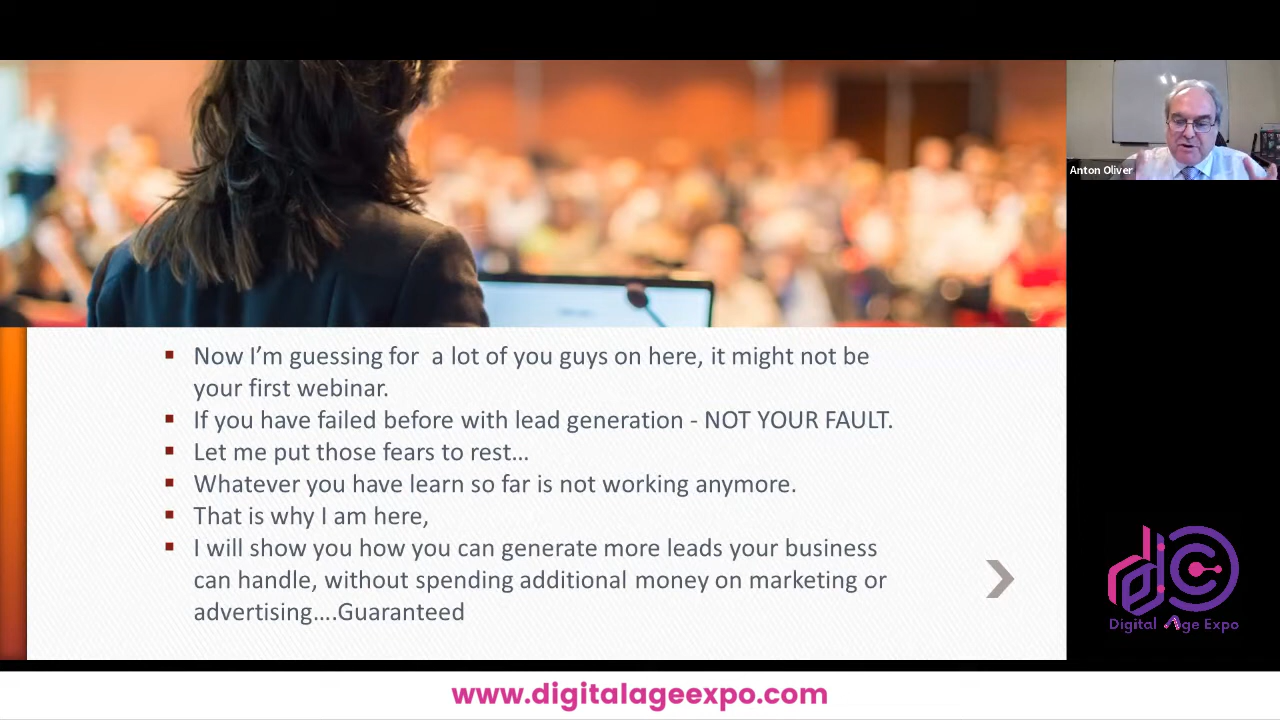 Anton Oliver
Now I’m guessing for  a lot of you guys on here, it might not be
your first webinar.
If you have failed before with lead generation - NOT YOUR FAULT.
Let me put those fears to rest…
Whatever you have learn so far is not working anymore.
That is why I am here,
I will show you how you can generate more leads your business
can handle, without spending additional money on marketing or
advertising….Guaranteed
Digital Age Expo
www.digitalageexpo.com